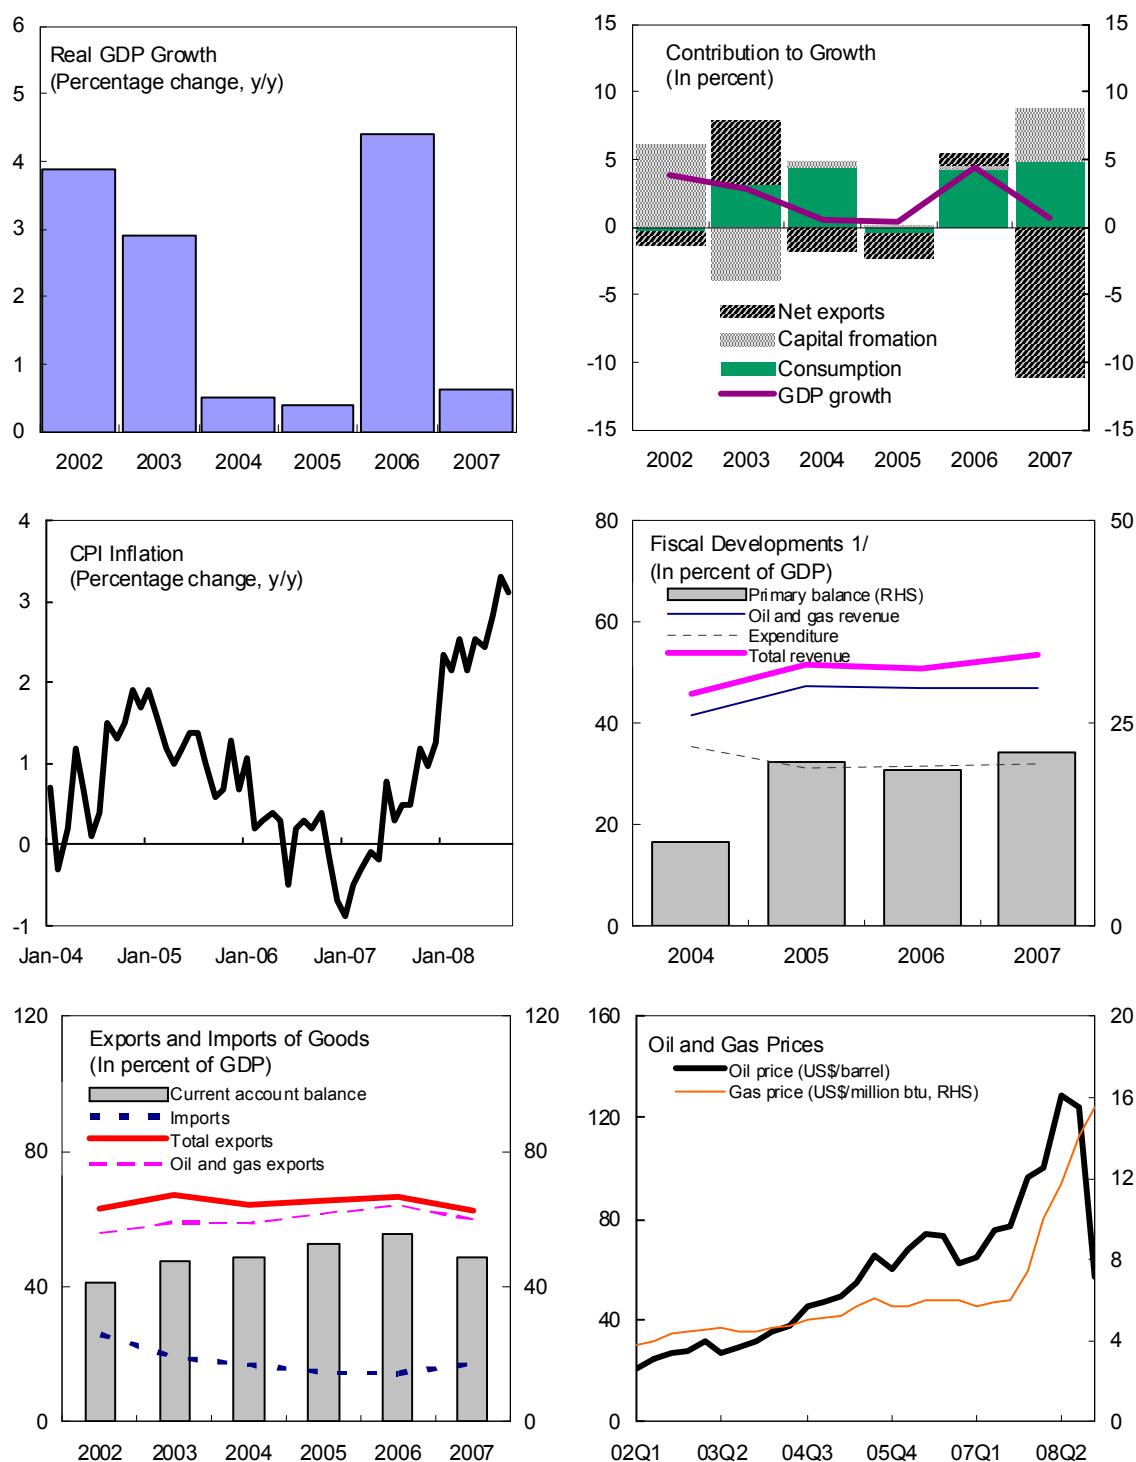 Real GDP Growth
(Percentage change, y/y)
6
5
4
3
2
1
0
2002 2003 2004 2005 2006 2007
Contribution to Growth
(In percent)
15 15
10 10
5 5
0 0
-5 -5
-10 -10
-15 -15
Net exports
Capital fromation
Consumption
GDP growth
2002 2003 2004 2005 2006 2007
CPI Inflation
(Percentage change, y/y)
4
3
2
1
0
-1
Jan-04 Jan-05 Jan-06 Jan-07 Jan-08
Fiscal Developments 1/
(In percent of GDP)
Primary balance (RHS)
Oil and gas revenue
Expenditure
Total revenue
80 50
60
40 25
20
0 0
2004 2005 2006 2007
Exports and Imports of Goods
(In percent of GDP)
Current account balance
Imports
Total exports
Oil and gas exports
120 120
80 80
40 40
0 0
2002 2003 2004 2005 2006 2007
Oil and Gas Prices
Oil price (US$/barrel)
Gas price (US$/million btu, RHS)
160 20
16
120
12
80
8
40
4
0 0
02Q1 03Q2 04Q3 05Q4 07Q1 08Q2